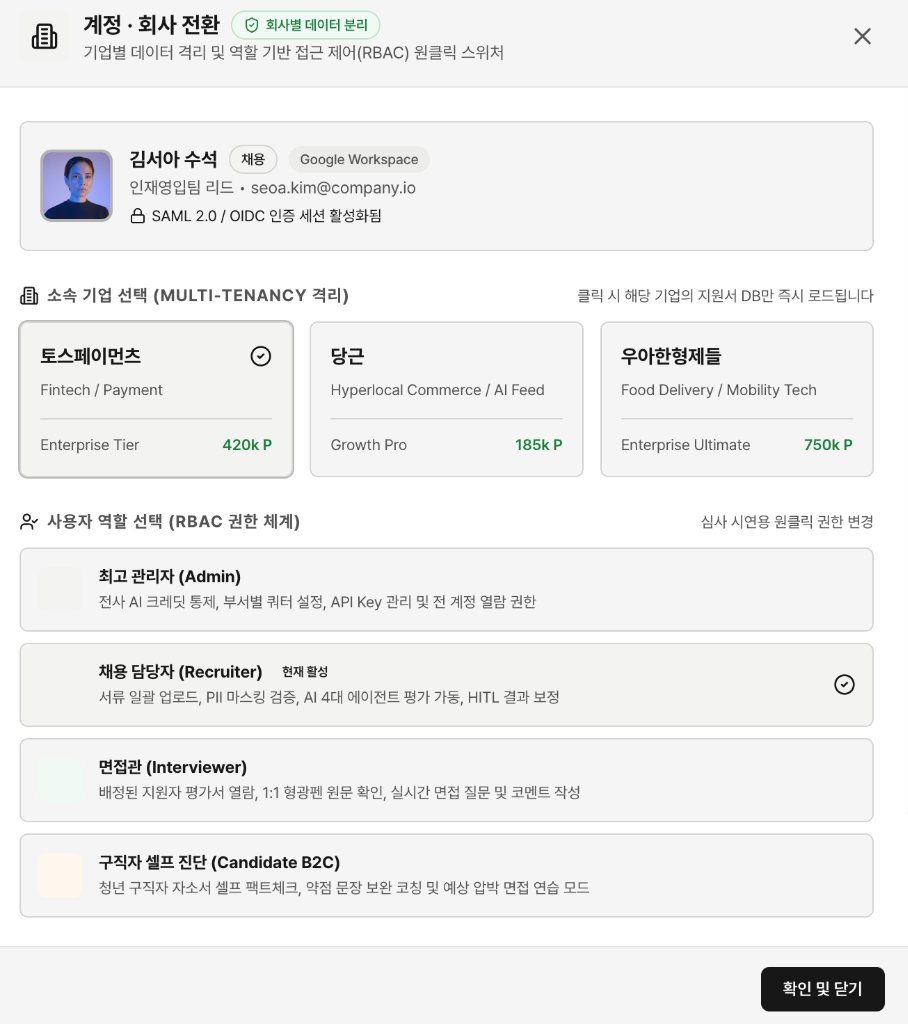 계정 · 회사 전환
회사별 데이터 분리
기업별 데이터 격리 및 역할 기반 접근 제어(RBAC) 원클릭 스위처
김서아 수석
채용
Google Workspace
인재영입팀 리드 • seoa.kim@company.io
SAML 2.0 / OIDC 인증 세션 활성화됨
소속 기업 선택 (MULTI-TENANCY 격리)
클릭 시 해당 기업의 지원서 DB만 즉시 로드됩니다
토스페이먼츠
Fintech / Payment
Enterprise Tier
420k P
당근
Hyperlocal Commerce / AI Feed
Growth Pro
185k P
우아한형제들
Food Delivery / Mobility Tech
Enterprise Ultimate
750k P
사용자 역할 선택 (RBAC 권한 체계)
심사 시연용 원클릭 권한 변경
최고 관리자 (Admin)
전사 AI 크레딧 통제, 부서별 쿼터 설정, API Key 관리 및 전 계정 열람 권한
채용 담당자 (Recruiter)
현재 활성
서류 일괄 업로드, PII 마스킹 검증, AI 4대 에이전트 평가 가동, HITL 결과 보정
면접관 (Interviewer)
배정된 지원자 평가서 열람, 1:1 형광펜 원문 확인, 실시간 면접 질문 및 코멘트 작성
구직자 셀프 진단 (Candidate B2C)
청년 구직자 자소서 셀프 팩트체크, 약점 문장 보완 코칭 및 예상 압박 면접 연습 모드
확인 및 닫기